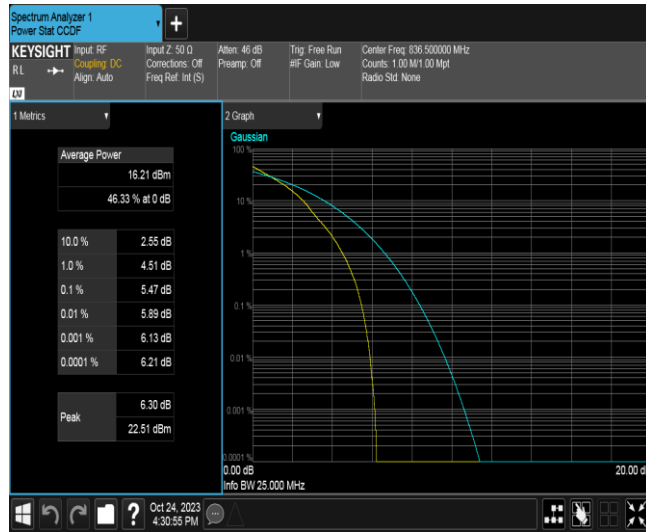 Spectrum Analyzer 1
Power Stat CCDF
KEYSIGHT
RL
LXI
Input: RF
Coupling: DC
Align: Auto
Input Z: 50 Ω
Corrections: Off
Freq Ref: Int (S)
Atten: 46 dB
Preamp: Off
Trig: Free Run
#IF Gain: Low
Center Freq: 836.500000 MHz
Counts: 1.00 M/1.00 Mpt
Radio Std: None
1 Metrics
Average Power
16.21 dBm
46.33 % at 0 dB
10.0 % 2.55 dB
1.0 % 4.51 dB
0.1 % 5.47 dB
0.01 % 5.89 dB
0.001 % 6.13 dB
0.0001 % 6.21 dB
Peak
6.30 dB
22.51 dBm
2 Graph
Gaussian
100 %
10 %
1 %
0.1 %
0.01 %
0.001 %
0.0001 %
0.00 dB
20.00 d
Info BW 25.000 MHz
?
Oct 24, 2023
4:30:55 PM